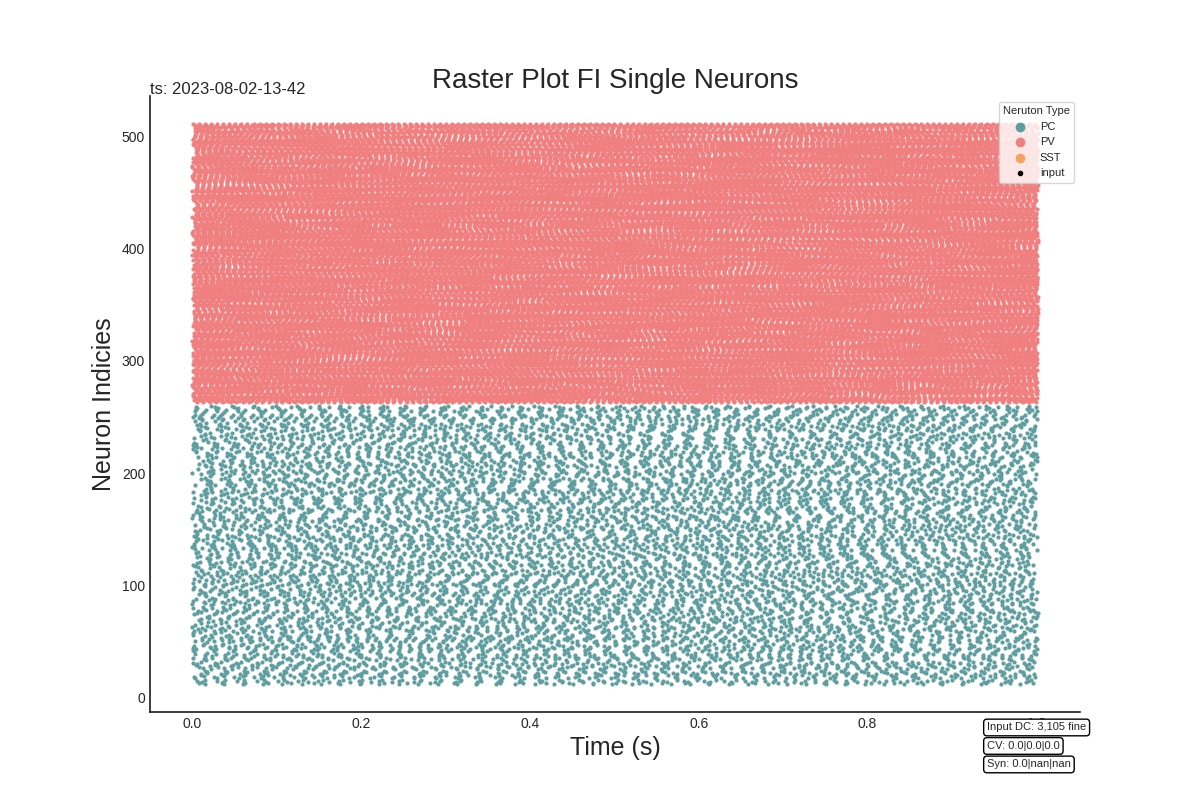 Raster Plot FI Single Neurons
ts: 2023-08-02-13-42
Neruton Type
PC
PV
SST
input
500
400
300
200
100
0
Neuron Indicies
0.0 0.2 0.4 0.6 0.8
Time (s)
Input DC: 3,105 fine
CV: 0.0|0.0|0.0
Syn: 0.0|nan|nan